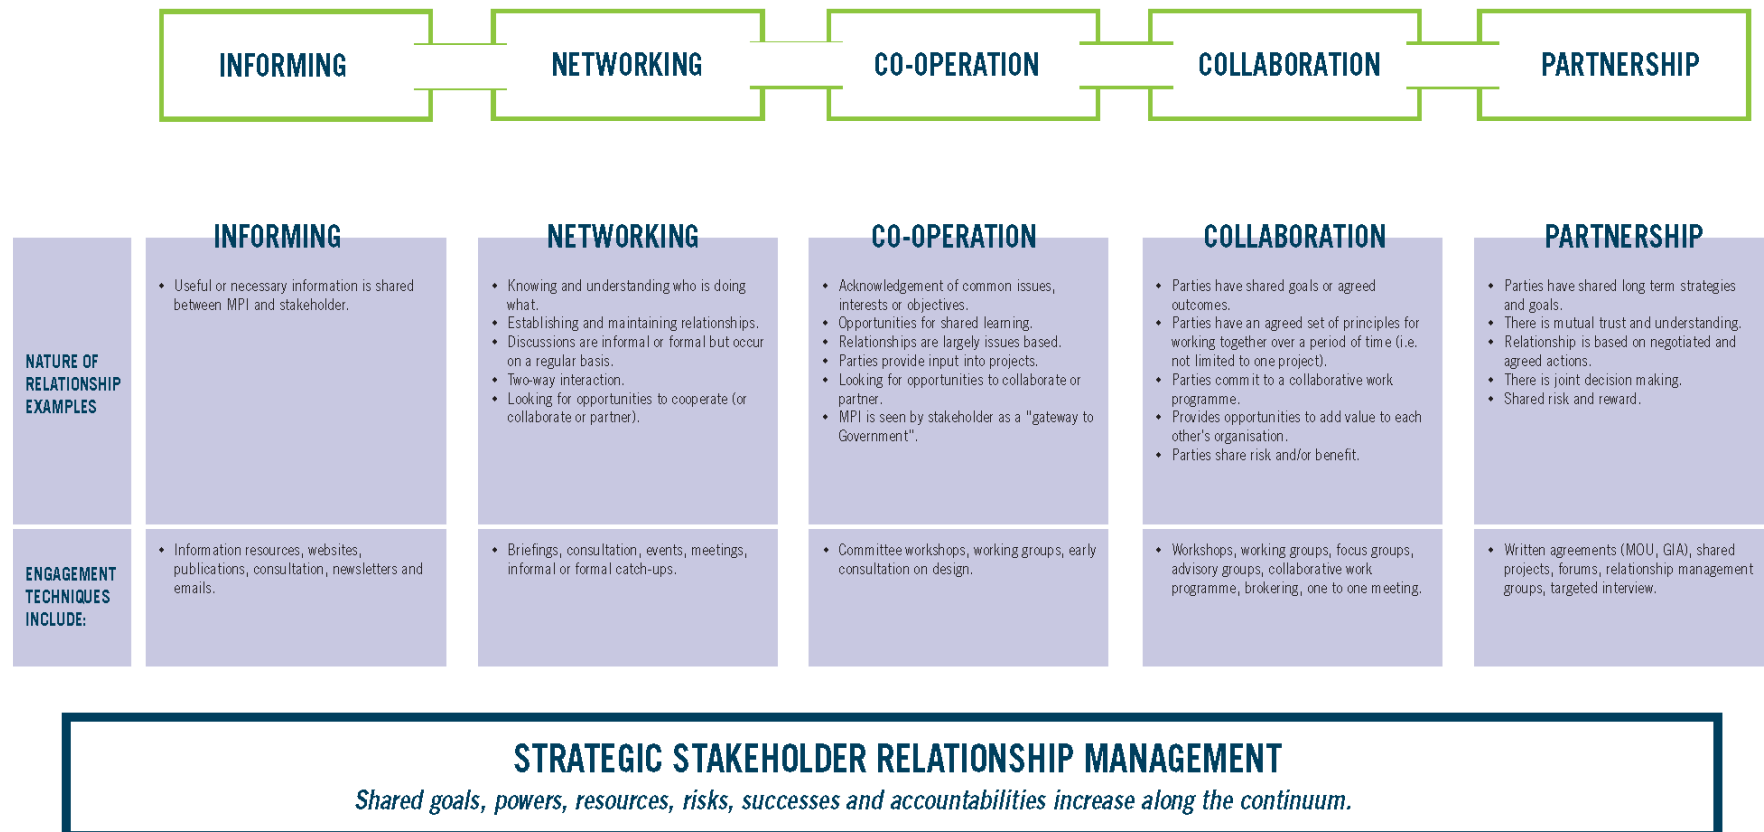 INFORMING
NETWORKING
CO-OPERATION
COLLABORATION
PARTNERSHIP
INFORMING
NETWORKING
CO-OPERATION
COLLABORATION
PARTNERSHIP
NATURE OF
RELATIONSHIP
EXAMPLES
• Useful or necessary information is shared
between MPI and stakeholder.
• Knowing and understanding who is doing
what.
• Establishing and maintaining relationships.
• Discussions are informal or formal but occur
on a regular basis.
• Two-way interaction.
• Looking for opportunities to cooperate (or
collaborate or partner).
• Acknowledgement of common issues,
interests or objectives.
• Opportunities for shared learning.
• Relationships are largely issues based.
• Parties provide input into projects.
• Looking for opportunities to collaborate or
partner.
• MPI is seen by stakeholder as a "gateway to
Government".
• Parties have shared goals or agreed
outcomes.
• Parties have an agreed set of principles for
working together over a period of time (i.e.
not limited to one project).
• Parties commit to a collaborative work
programme.
• Provides opportunities to add value to each
other's organisation.
• Parties share risk and/or benefit.
• Parties have shared long term strategies
and goals.
• There is mutual trust and understanding.
• Relationship is based on negotiated and
agreed actions.
• There is joint decision making.
• Shared risk and reward.
ENGAGEMENT
TECHNIQUES
INCLUDE:
• Information resources, websites,
publications, consultation, newsletters and
emails.
• Briefings, consultation, events, meetings,
informal or formal catch-ups.
• Committee workshops, working groups, early
consultation on design.
• Workshops, working groups, focus groups,
advisory groups, collaborative work
programme, brokering, one to one meeting.
• Written agreements (MOU, GIA), shared
projects, forums, relationship management
groups, targeted interview.
STRATEGIC STAKEHOLDER RELATIONSHIP MANAGEMENT
Shared goals, powers, resources, risks, successes and accountabilities increase along the continuum.